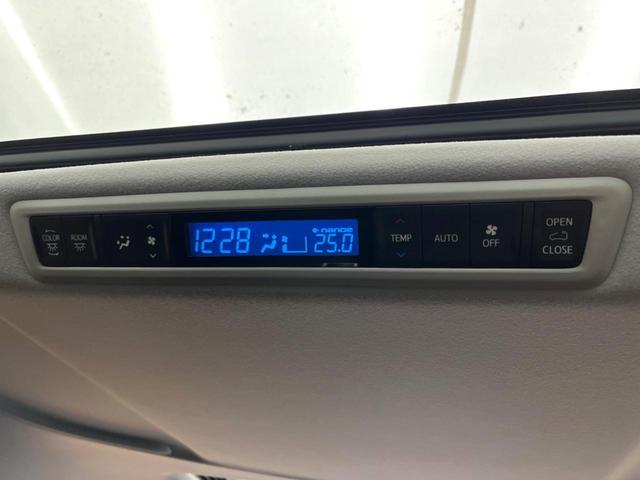 COLOR
ROOM
1228
nanoe
25.0
TEMP
AUTO
OFF
OPEN
CLOSE